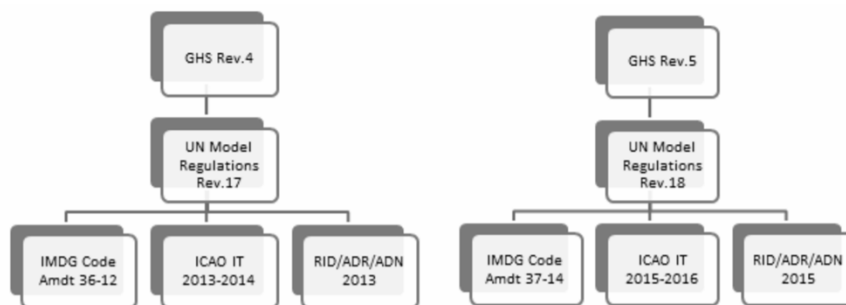 GHS Rev.4
UN Model
Regulations
Rev.17
IMDG Code
Amdt 36-12
ICAO IT
2013-2014
RID/ADR/ADN
2013
GHS Rev.5
UN Model
Regulations
Rev.18
IMDG Code
Amdt 37-14
ICAO IT
2015-2016
RID/ADR/ADN
2015